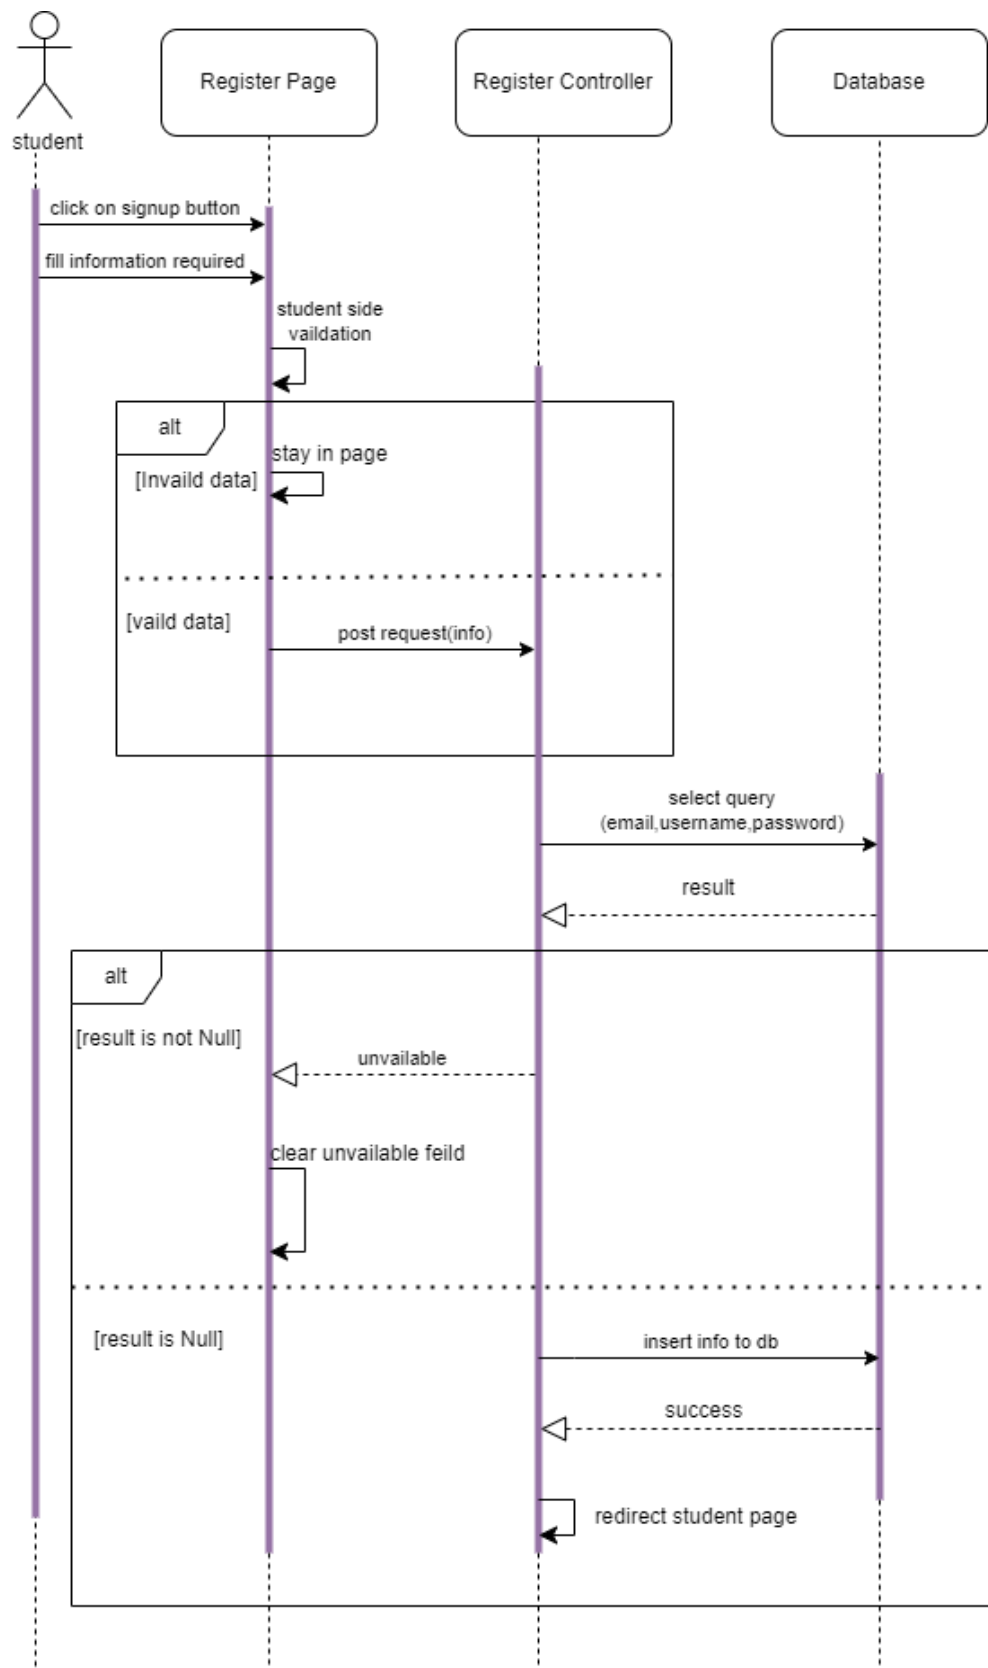 Register Page
Register Controller
Database
student
click on signup button
fill information required
student side
vaildation
alt
stay in page
[Invaild data]
[vaild data]
post request(info)
select query
(email,username,password)
result
alt
[result is not Null]
unvailable
clear unvailable feild
[result is Null]
insert info to db
success
redirect student page